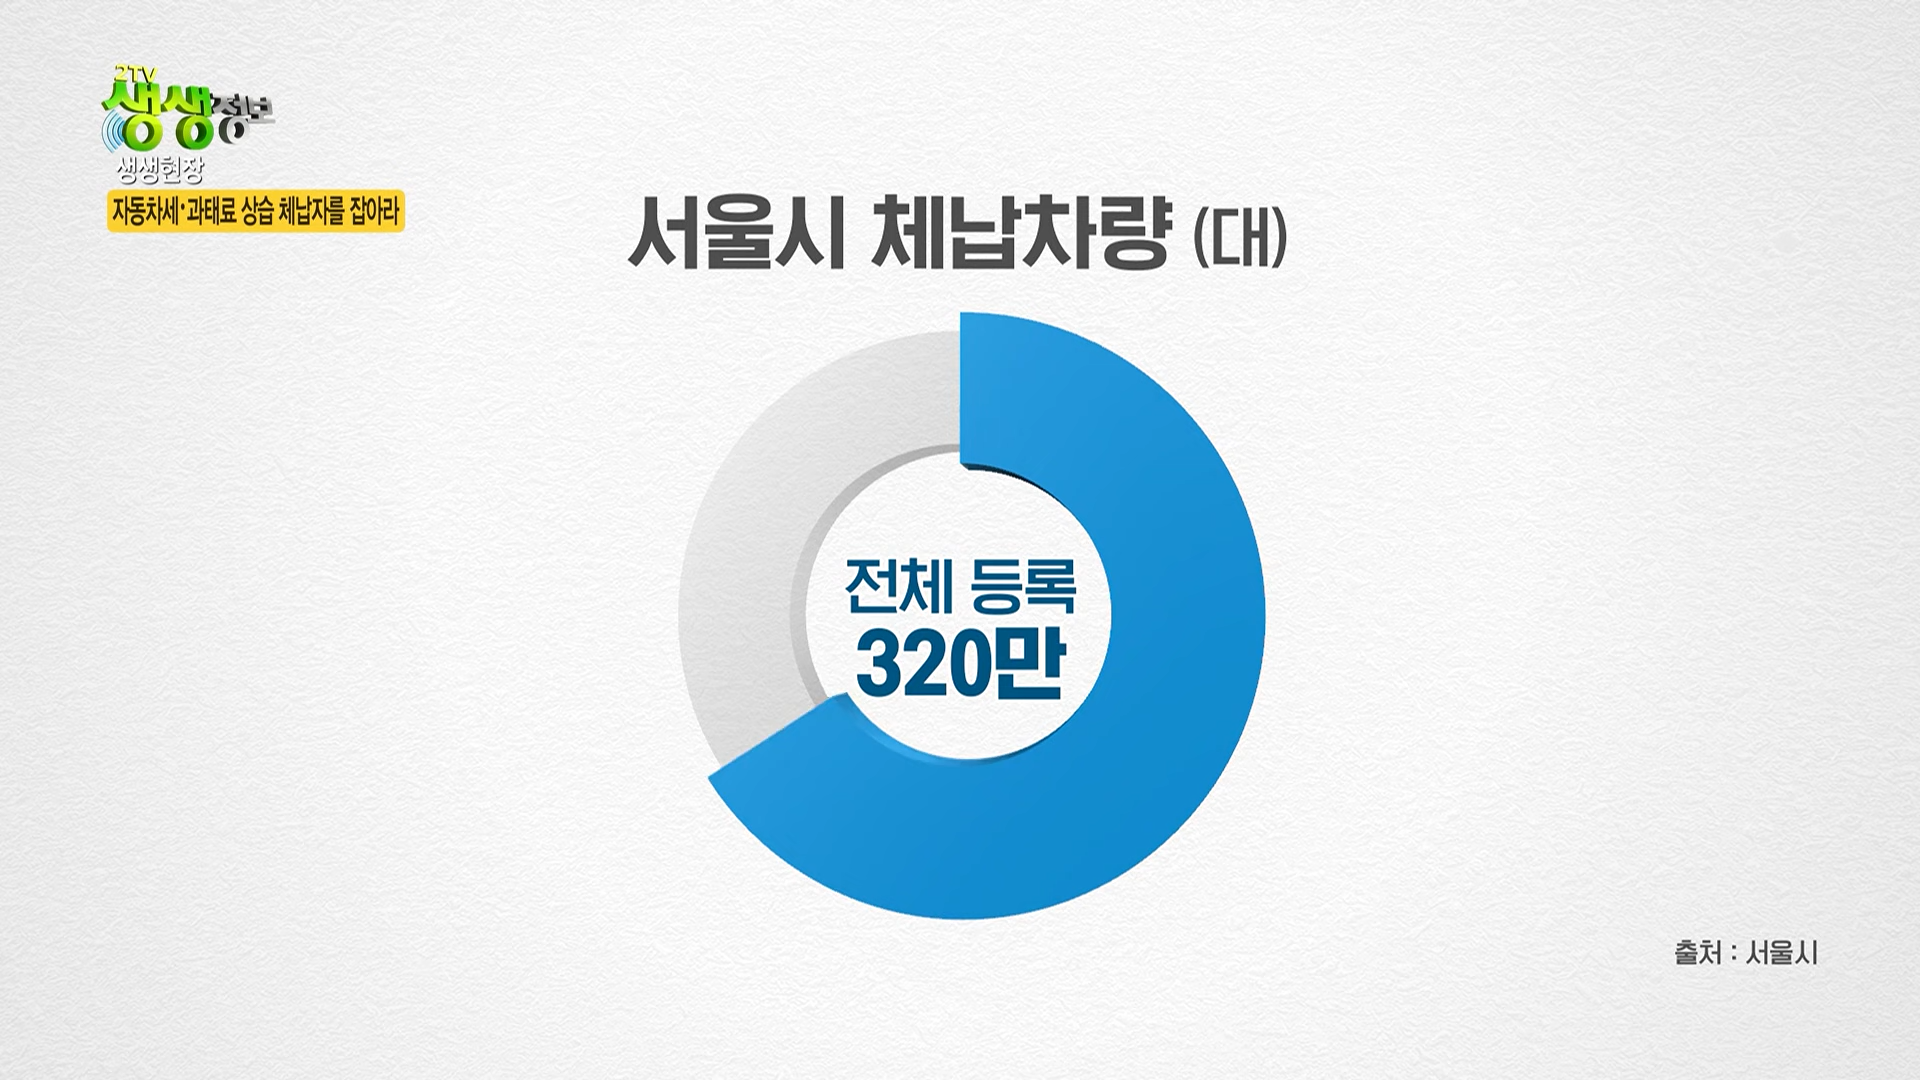 2TV
생생정보
생생현장
자동차세·과태료 상습 체납자를 잡아라
서울시 체납차량 (대)
전체 등록
320만
출처 : 서울시